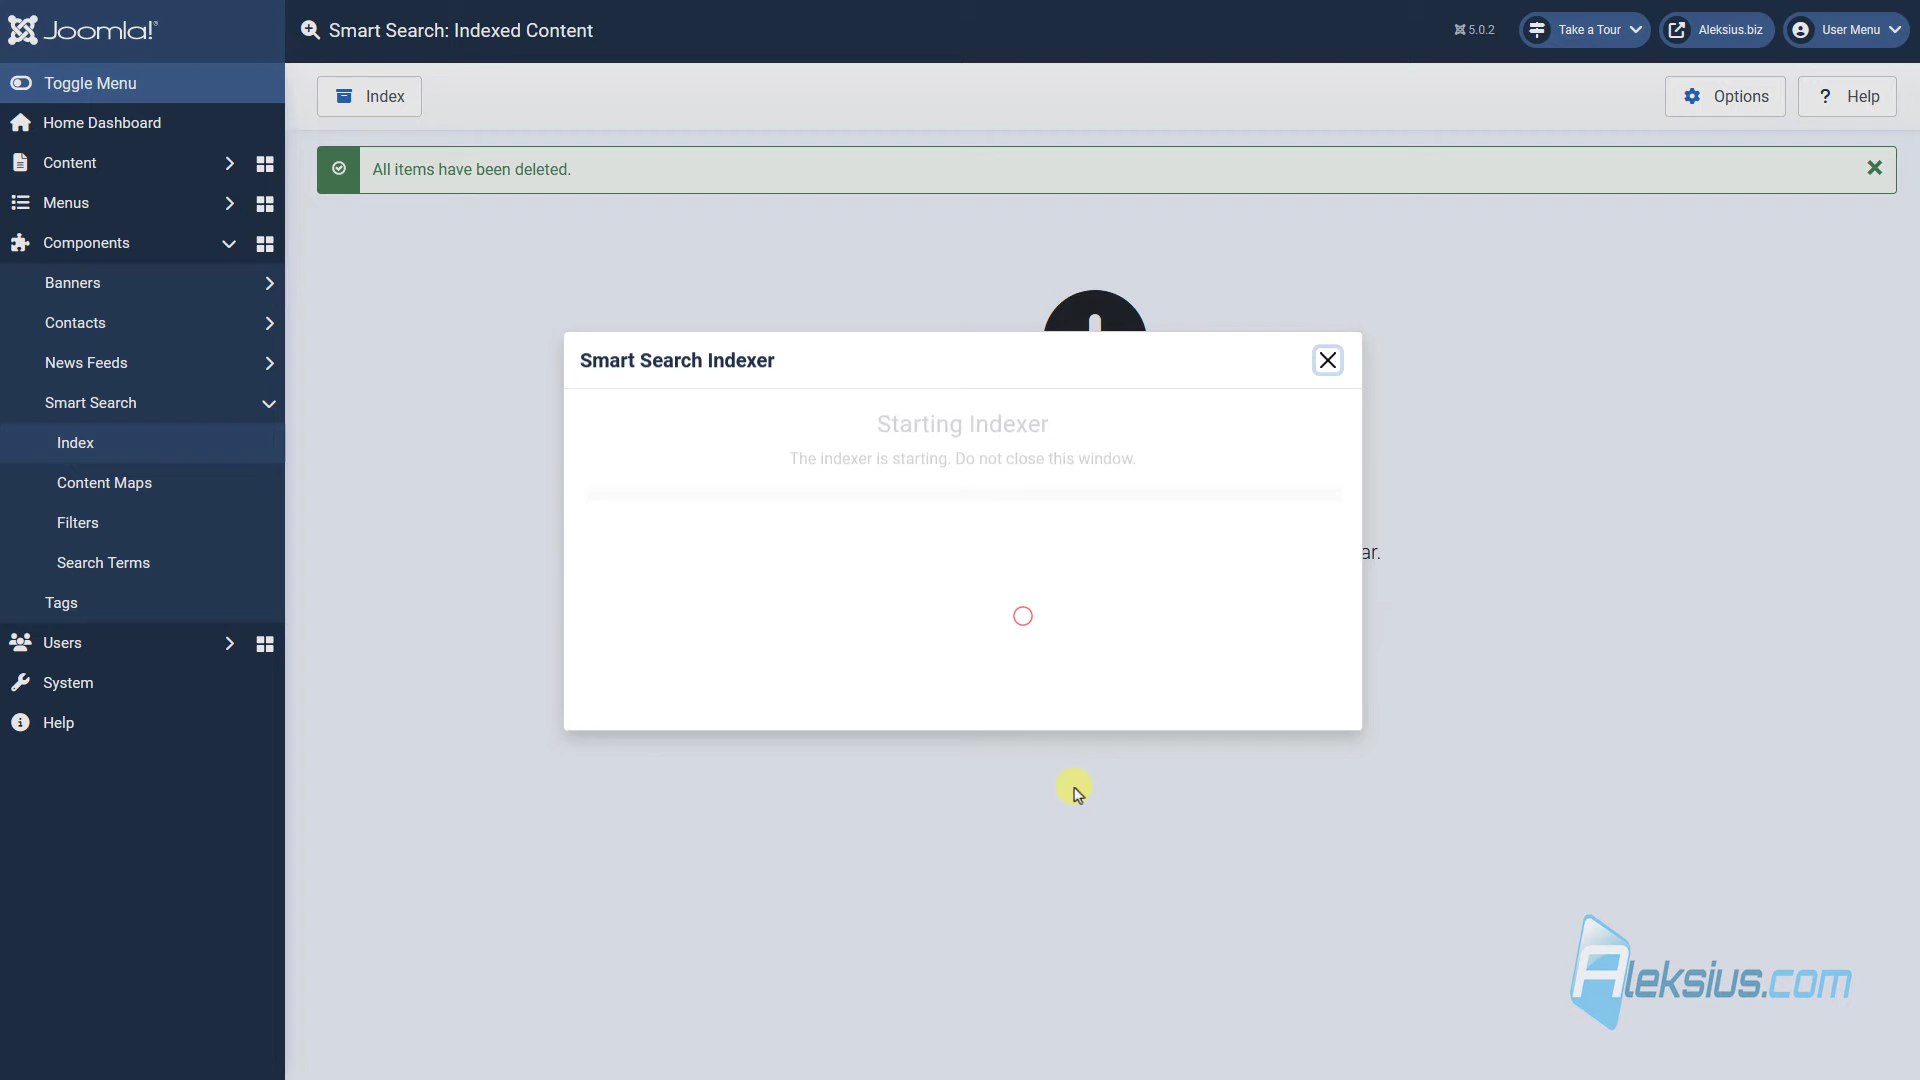 Joomla!
Smart Search: Indexed Content
5.0.2
Take a Tour
Aleksius.biz
User Menu
Toggle Menu
Index
Options
? Help
Home Dashboard
Content
All items have been deleted.
Menus
Components
Banners
Contacts
News Feeds
Smart Search
Smart Search Indexer
Starting Indexer
The indexer is starting. Do not close this window.
Index
Content Maps
Filters
Search Terms
ar.
Tags
Users
System
Help
Aleksius.com